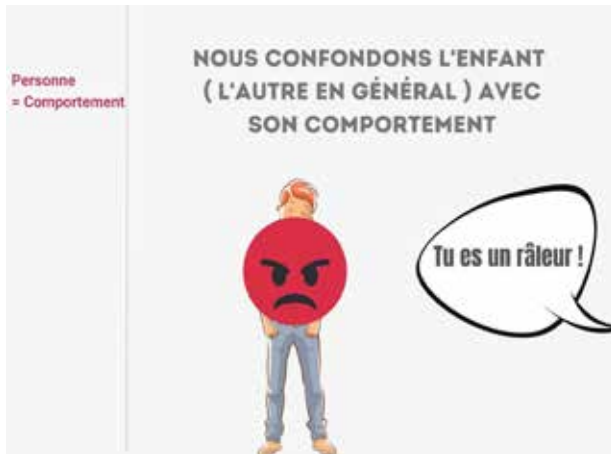 Personne
= Comportement
NOUS CONFONDONS L'ENFANT
( L'AUTRE EN GÉNÉRAL ) AVEC
SON COMPORTEMENT
Tu es un râleur !